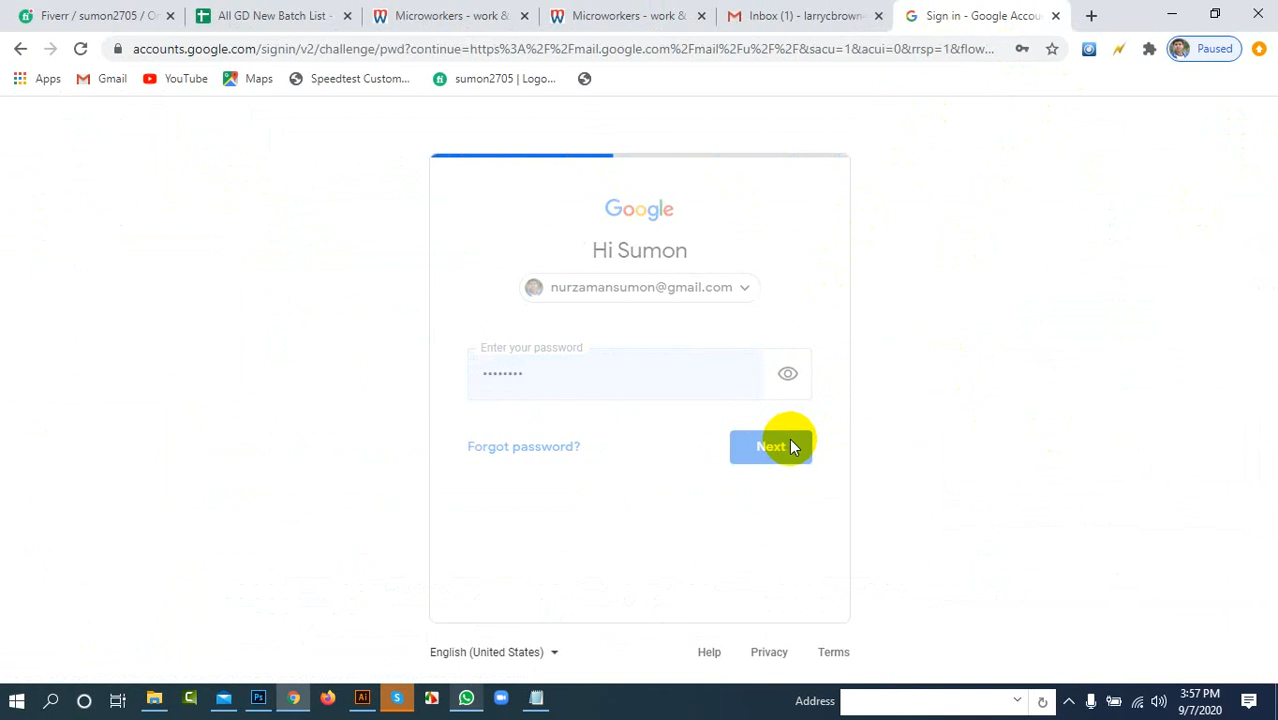 Fiverr / sumon2705 / Or
All GD New Batch List -
Microworkers - work &
Microworkers - work &
Inbox (1) - larrycbrowne
Sign in - Google Accou
accounts.google.com/signin/v2/challenge/pwd?continue=https%3A%2F%2Fmail.google.com%2Fmail%2Fu%2F%2F&sacu=1&acui=0&rrsp=1&flow...
Paused
Apps
Gmail
YouTube
Maps
Speedtest Custom...
sumon2705 | Logo...
Google
Hi Sumon
nurzamansumon@gmail.com
Enter your password
••••••••
Forgot password?
Next
English (United States)
Help
Privacy
Terms
Address
3:57 PM
9/7/2020